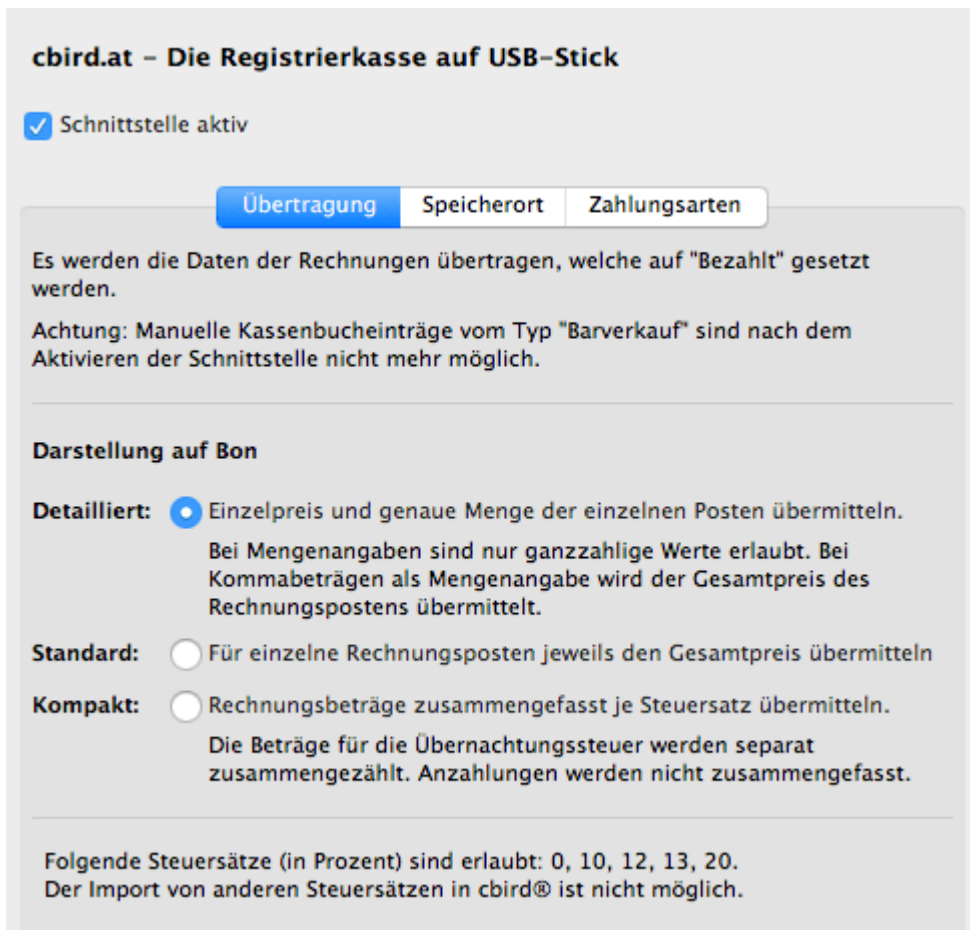 cbird.at – Die Registrierkasse auf USB-Stick
Schnittstelle aktiv
Übertragung Speicherort Zahlungsarten
Es werden die Daten der Rechnungen übertragen, welche auf "Bezahlt" gesetzt
werden.
Achtung: Manuelle Kassenbucheinträge vom Typ "Barverkauf" sind nach dem
Aktivieren der Schnittstelle nicht mehr möglich.
Darstellung auf Bon
Detailliert: Einzelpreis und genaue Menge der einzelnen Posten übermitteln.
Bei Mengenangaben sind nur ganzzahlige Werte erlaubt. Bei
Kommabeträgen als Mengenangabe wird der Gesamtpreis des
Rechnungspostens übermittelt.
Standard: Für einzelne Rechnungsposten jeweils den Gesamtpreis übermitteln
Kompakt: Rechnungsbeträge zusammengefasst je Steuersatz übermitteln.
Die Beträge für die Übernachtungssteuer werden separat
zusammengezählt. Anzahlungen werden nicht zusammengefasst.
Folgende Steuersätze (in Prozent) sind erlaubt: 0, 10, 12, 13, 20.
Der Import von anderen Steuersätzen in cbird® ist nicht möglich.